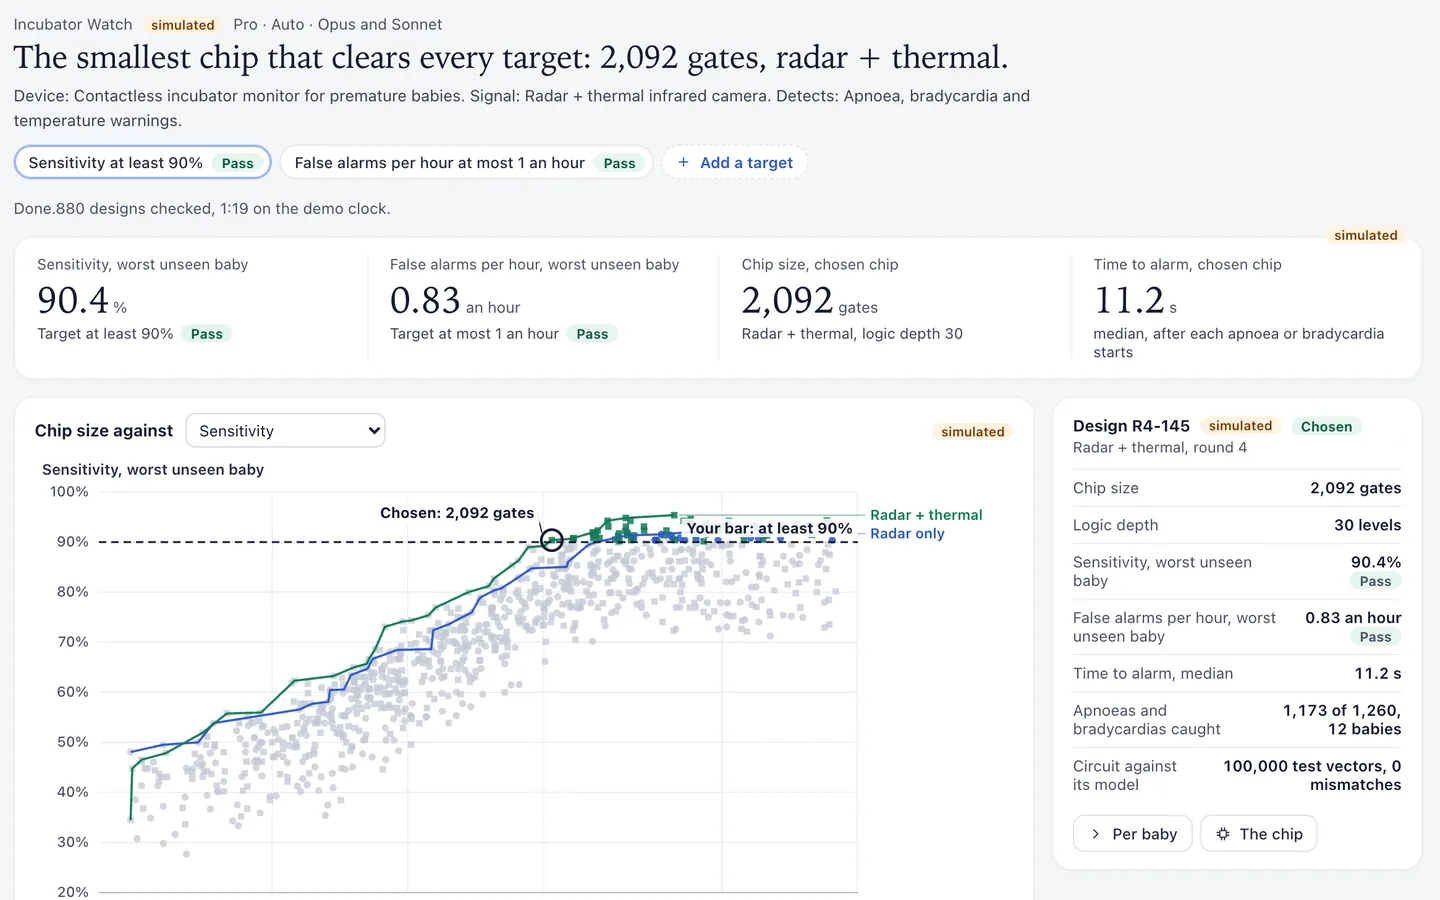 Incubator Watch simulated Pro · Auto · Opus and Sonnet
The smallest chip that clears every target: 2,092 gates, radar + thermal.
Device: Contactless incubator monitor for premature babies. Signal: Radar + thermal infrared camera. Detects: Apnoea, bradycardia and
temperature warnings.
Sensitivity at least 90% Pass
False alarms per hour at most 1 an hour Pass
+ Add a target
Done.880 designs checked, 1:19 on the demo clock.
simulated
Sensitivity, worst unseen baby
90.4 %
Target at least 90% Pass
False alarms per hour, worst unseen baby
0.83 an hour
Target at most 1 an hour Pass
Chip size, chosen chip
2,092 gates
Radar + thermal, logic depth 30
Time to alarm, chosen chip
11.2 s
median, after each apnoea or bradycardia
starts
Chip size against Sensitivity simulated
Sensitivity, worst unseen baby
100%
90%
80%
70%
60%
50%
40%
30%
20%
Chosen: 2,092 gates
Your bar: at least 90%
Radar + thermal
Radar only
Design R4-145 simulated Chosen
Radar + thermal, round 4
Chip size 2,092 gates
Logic depth 30 levels
Sensitivity, worst unseen 90.4%
baby Pass
False alarms per hour, worst 0.83 an hour
unseen baby Pass
Time to alarm, median 11.2 s
Apnoeas and 1,173 of 1,260,
bradycardias caught 12 babies
Circuit against 100,000 test vectors, 0
its model mismatches
Per baby
The chip